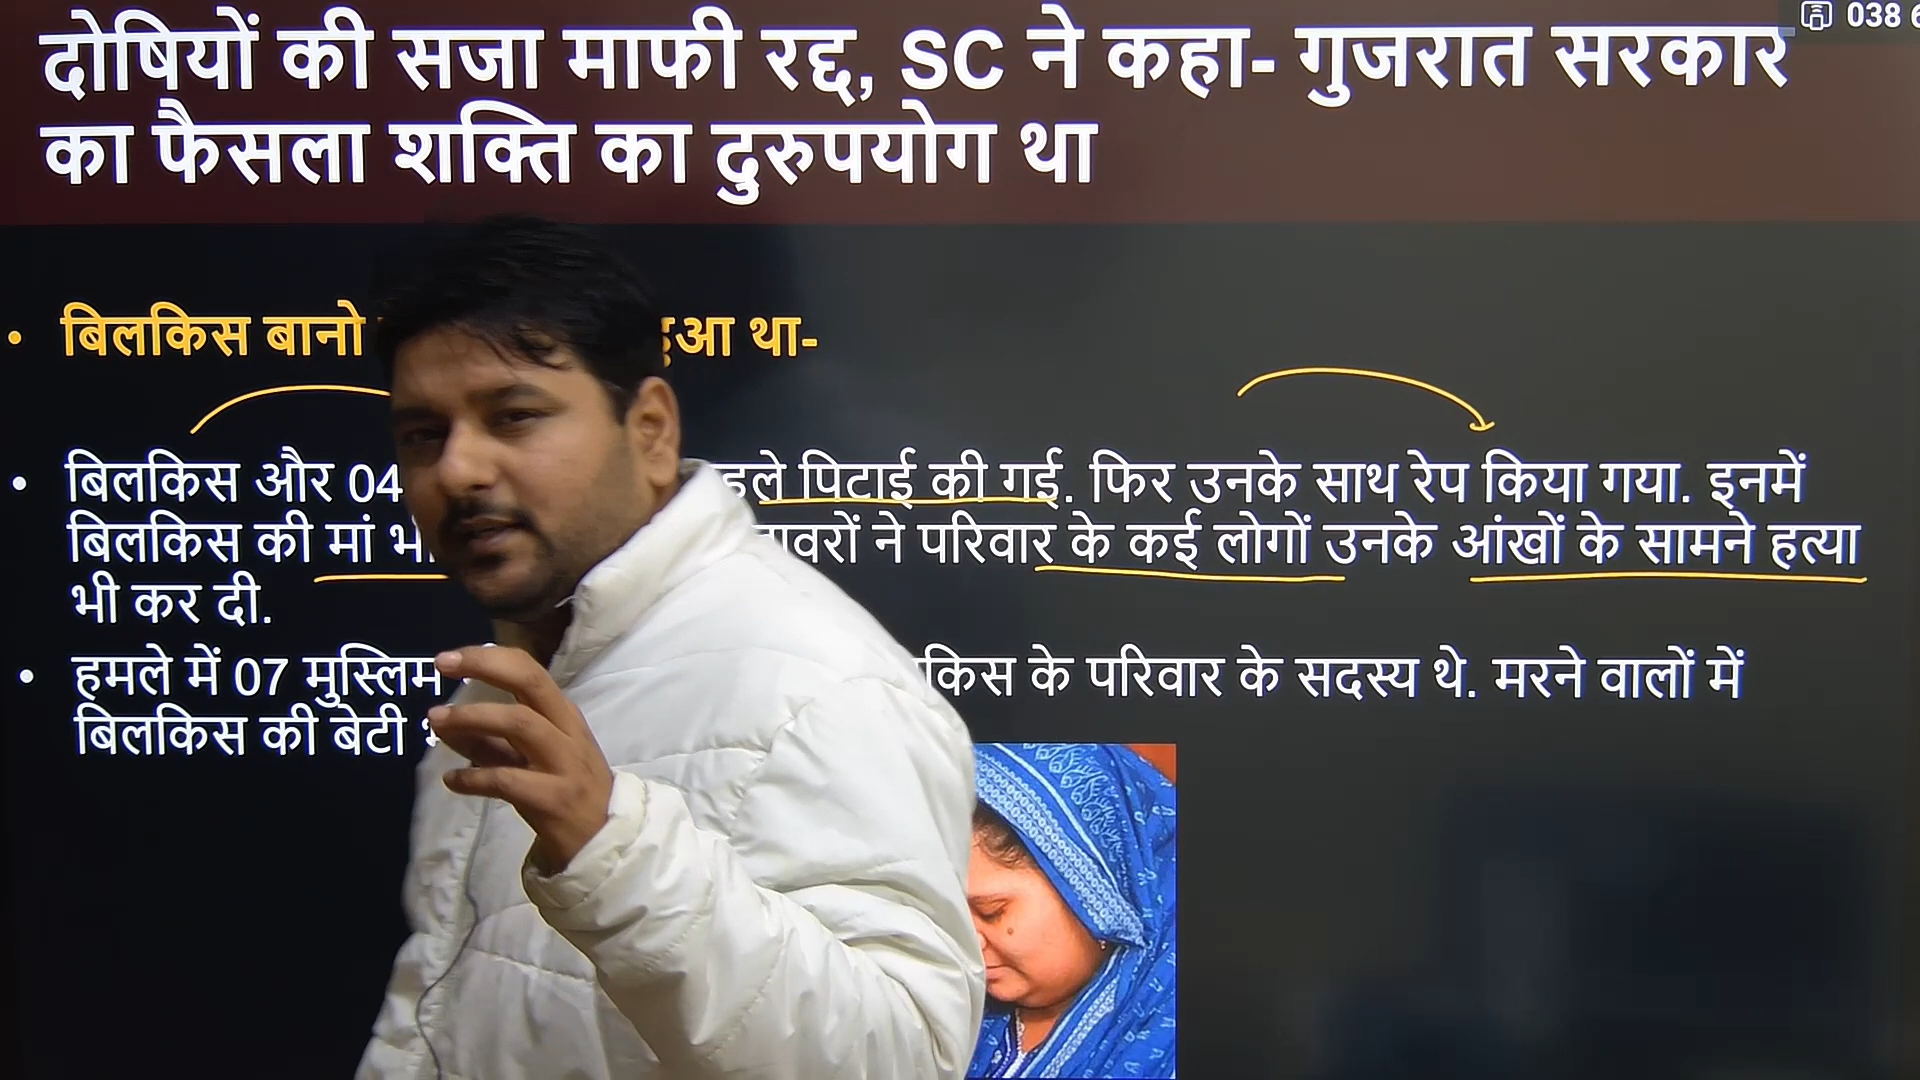 038 6
दोषियों की सजा माफी रद्द, SC ने कहा- गुजरात सरकार
का फैसला शक्ति का दुरुपयोग था
• बिलकिस बानो हुआ था-
• बिलकिस और 04 पिटाई की गई. फिर उनके साथ रेप किया गया. इनमें
बिलकिस की मां भी ने परिवार के कई लोगों उनके आंखों के सामने हत्या
भी कर दी.
• हमले में 07 मुस्लिम के परिवार के सदस्य थे. मरने वालों में
बिलकिस की बेटी